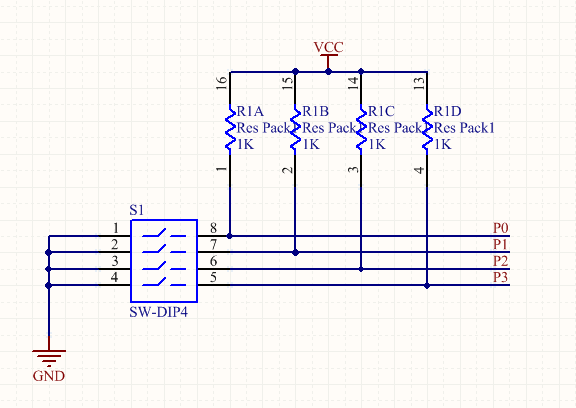 VCC
16 15 14 13
R1A R1B R1C R1D
Res Pack1 Res Pack1 Res Pack1 Res Pack1
1K 1K 1K 1K
1 2 3 4
S1
1 8 P0
2 7 P1
3 6 P2
4 5 P3
SW-DIP4
GND